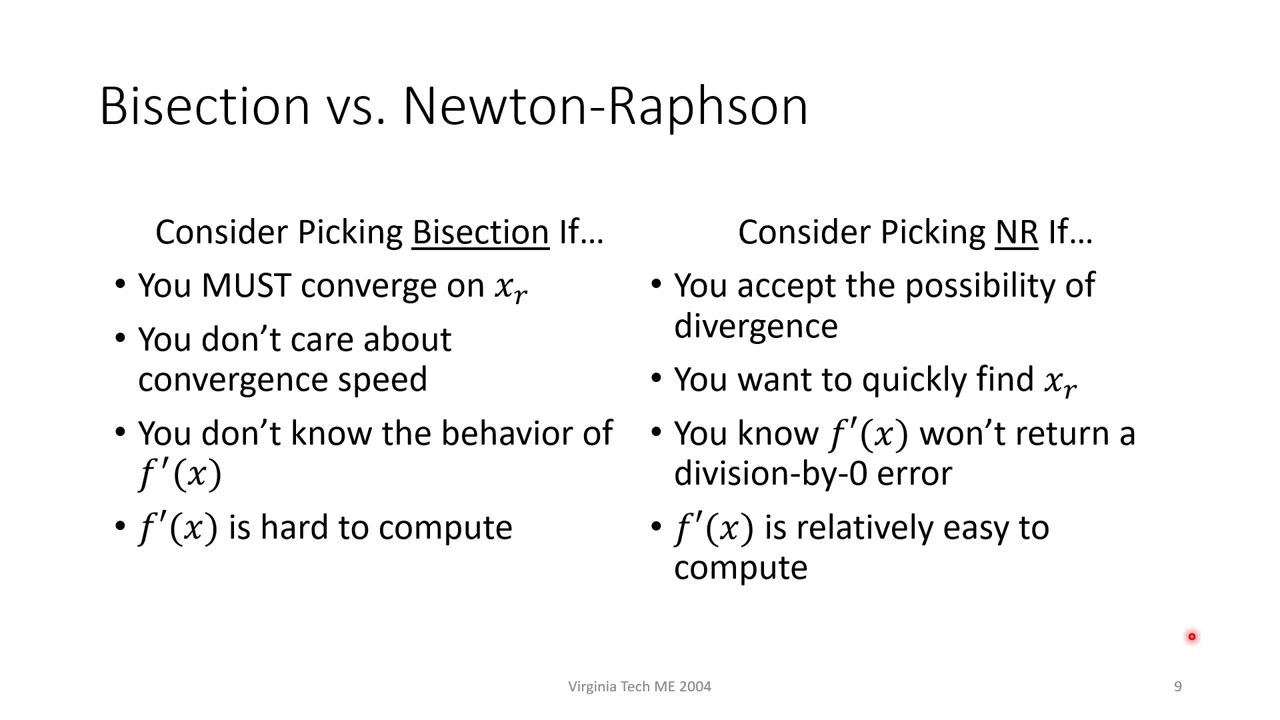 Bisection vs. Newton-Raphson
Consider Picking Bisection If…
• You MUST converge on 𝑥ᵣ
• You don’t care about
convergence speed
• You don’t know the behavior of
𝑓′(𝑥)
• 𝑓′(𝑥) is hard to compute
Consider Picking NR If…
• You accept the possibility of
divergence
• You want to quickly find 𝑥ᵣ
• You know 𝑓′(𝑥) won’t return a
division-by-0 error
• 𝑓′(𝑥) is relatively easy to
compute
Virginia Tech ME 2004
9